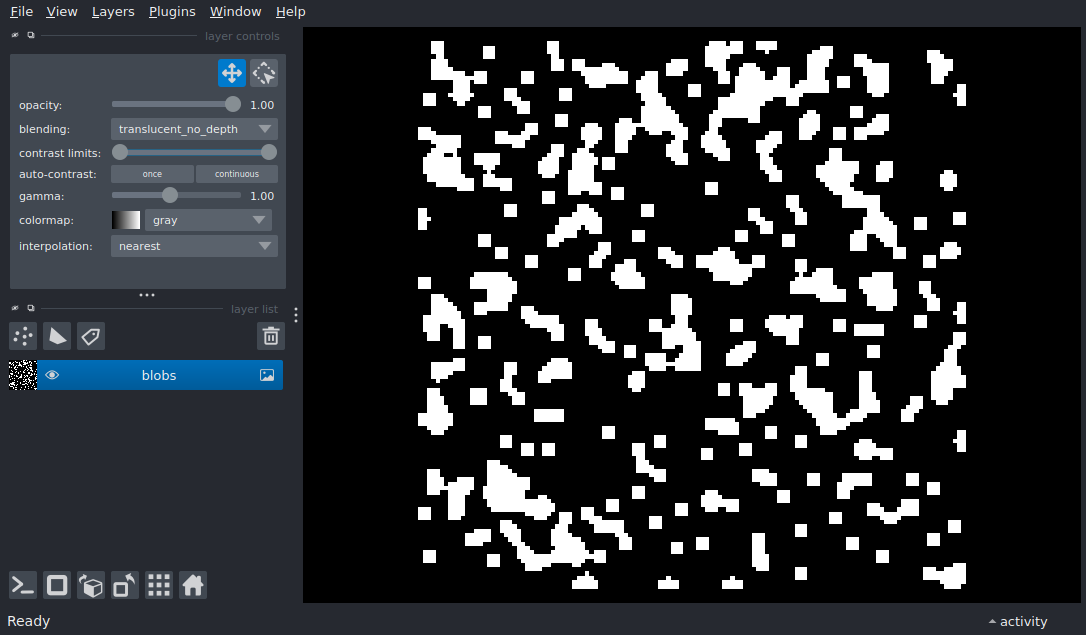 File View Layers Plugins Window Help
layer controls
opacity: 1.00
blending: translucent_no_depth
contrast limits:
auto-contrast: once continuous
gamma: 1.00
colormap: gray
interpolation: nearest
layer list
blobs
Ready activity